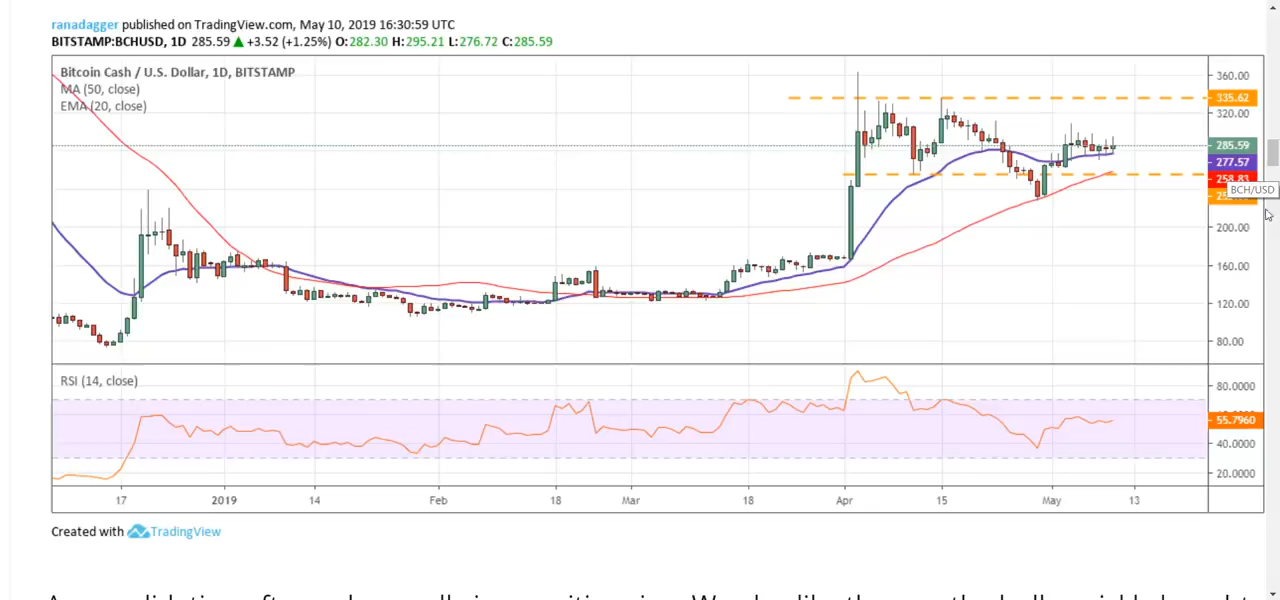 ranadagger published on TradingView.com, May 10, 2019 16:30:59 UTC
BITSTAMP:BCHUSD, 1D 285.59 ▲ +3.52 (+1.25%) O:282.30 H:295.21 L:276.72 C:285.59
Bitcoin Cash / U.S. Dollar, 1D, BITSTAMP
MA (50, close)
EMA (20, close)
360.00
335.62
320.00
285.59
277.57
258.83
BCH/USD
200.00
160.00
120.00
80.00
RSI (14, close)
80.0000
55.7960
40.0000
20.0000
17 2019 14 Feb 18 Mar 18 Apr 15 May 13
Created with TradingView